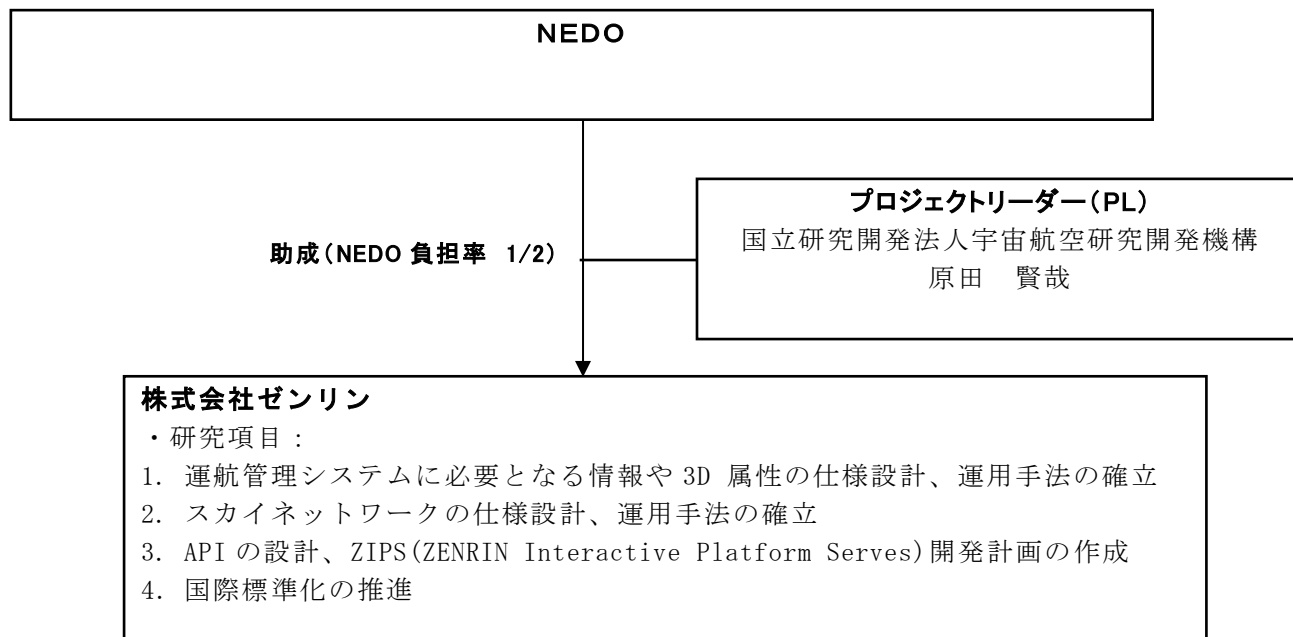 NEDO
プロジェクトリーダー(PL)
国立研究開発法人宇宙航空研究開発機構
原田　賢哉
助成(NEDO 負担率 1/2)
株式会社ゼンリン
・研究項目:
1. 運航管理システムに必要となる情報や 3D 属性の仕様設計、運用手法の確立
2. スカイネットワークの仕様設計、運用手法の確立
3. API の設計、ZIPS(ZENRIN Interactive Platform Serves)開発計画の作成
4. 国際標準化の推進